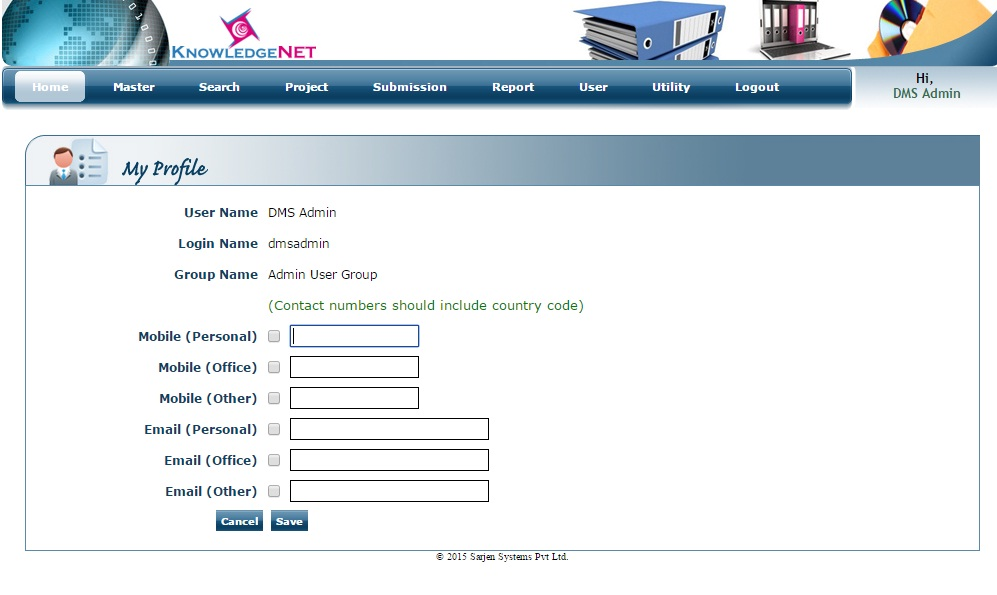 KNOWLEDGENET
Home Master Search Project Submission Report User Utility Logout
Hi,
DMS Admin
My Profile
User Name DMS Admin
Login Name dmsadmin
Group Name Admin User Group
(Contact numbers should include country code)
Mobile (Personal)
Mobile (Office)
Mobile (Other)
Email (Personal)
Email (Office)
Email (Other)
Cancel Save
© 2015 Sarjen Systems Pvt Ltd.